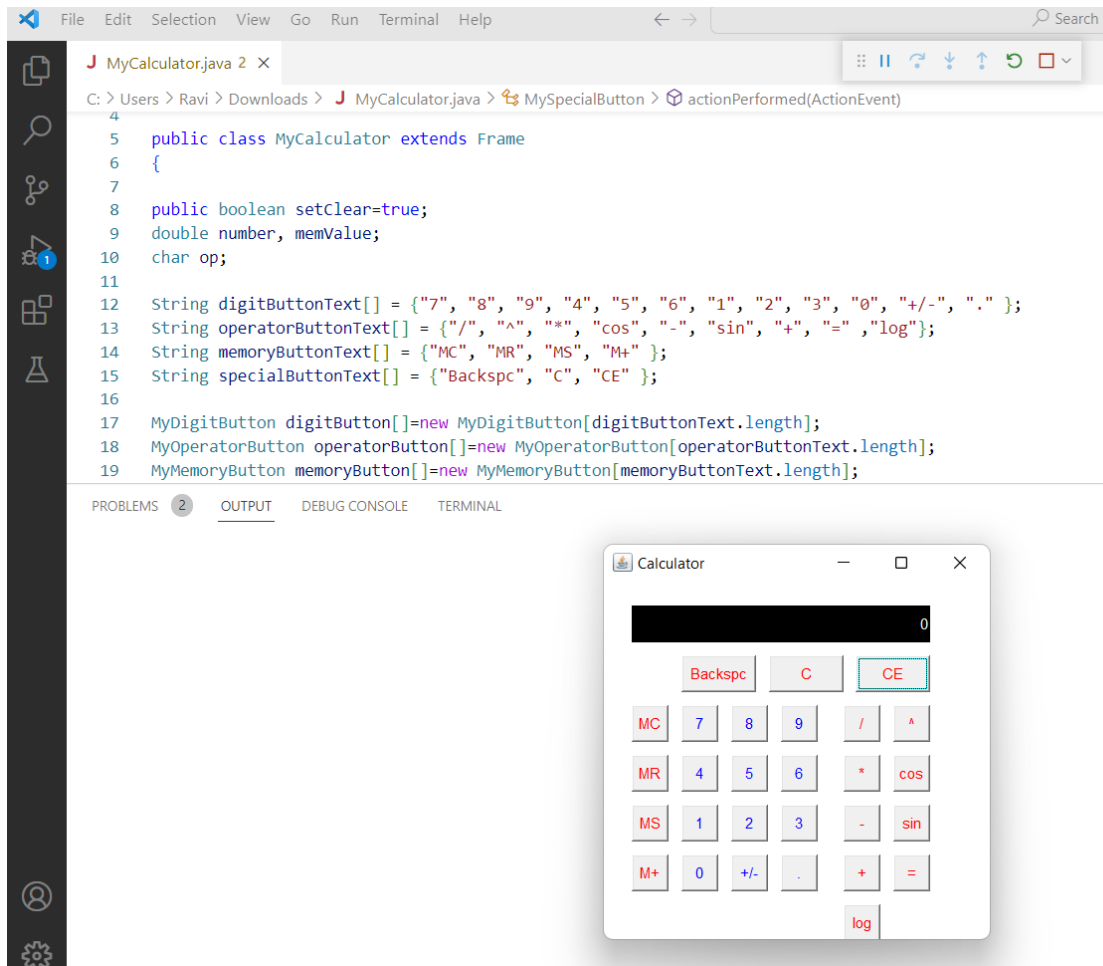 File Edit Selection View Go Run Terminal Help Search
J MyCalculator.java 2
C: > Users > Ravi > Downloads > J MyCalculator.java > MySpecialButton > actionPerformed(ActionEvent)
4
5 public class MyCalculator extends Frame
6 {
7
8 public boolean setClear=true;
9 double number, memValue;
10 char op;
11
12 String digitButtonText[] = {"7", "8", "9", "4", "5", "6", "1", "2", "3", "0", "+/-", "." };
13 String operatorButtonText[] = {"/", "^", "*", "cos", "-", "sin", "+", "=" ,"log"};
14 String memoryButtonText[] = {"MC", "MR", "MS", "M+" };
15 String specialButtonText[] = {"Backspc", "C", "CE" };
16
17 MyDigitButton digitButton[]=new MyDigitButton[digitButtonText.length];
18 MyOperatorButton operatorButton[]=new MyOperatorButton[operatorButtonText.length];
19 MyMemoryButton memoryButton[]=new MyMemoryButton[memoryButtonText.length];
1
PROBLEMS 2 OUTPUT DEBUG CONSOLE TERMINAL
Calculator
0
Backspc C CE
MC 7 8 9 / ^
MR 4 5 6 * cos
MS 1 2 3 - sin
M+ 0 +/- . + =
log